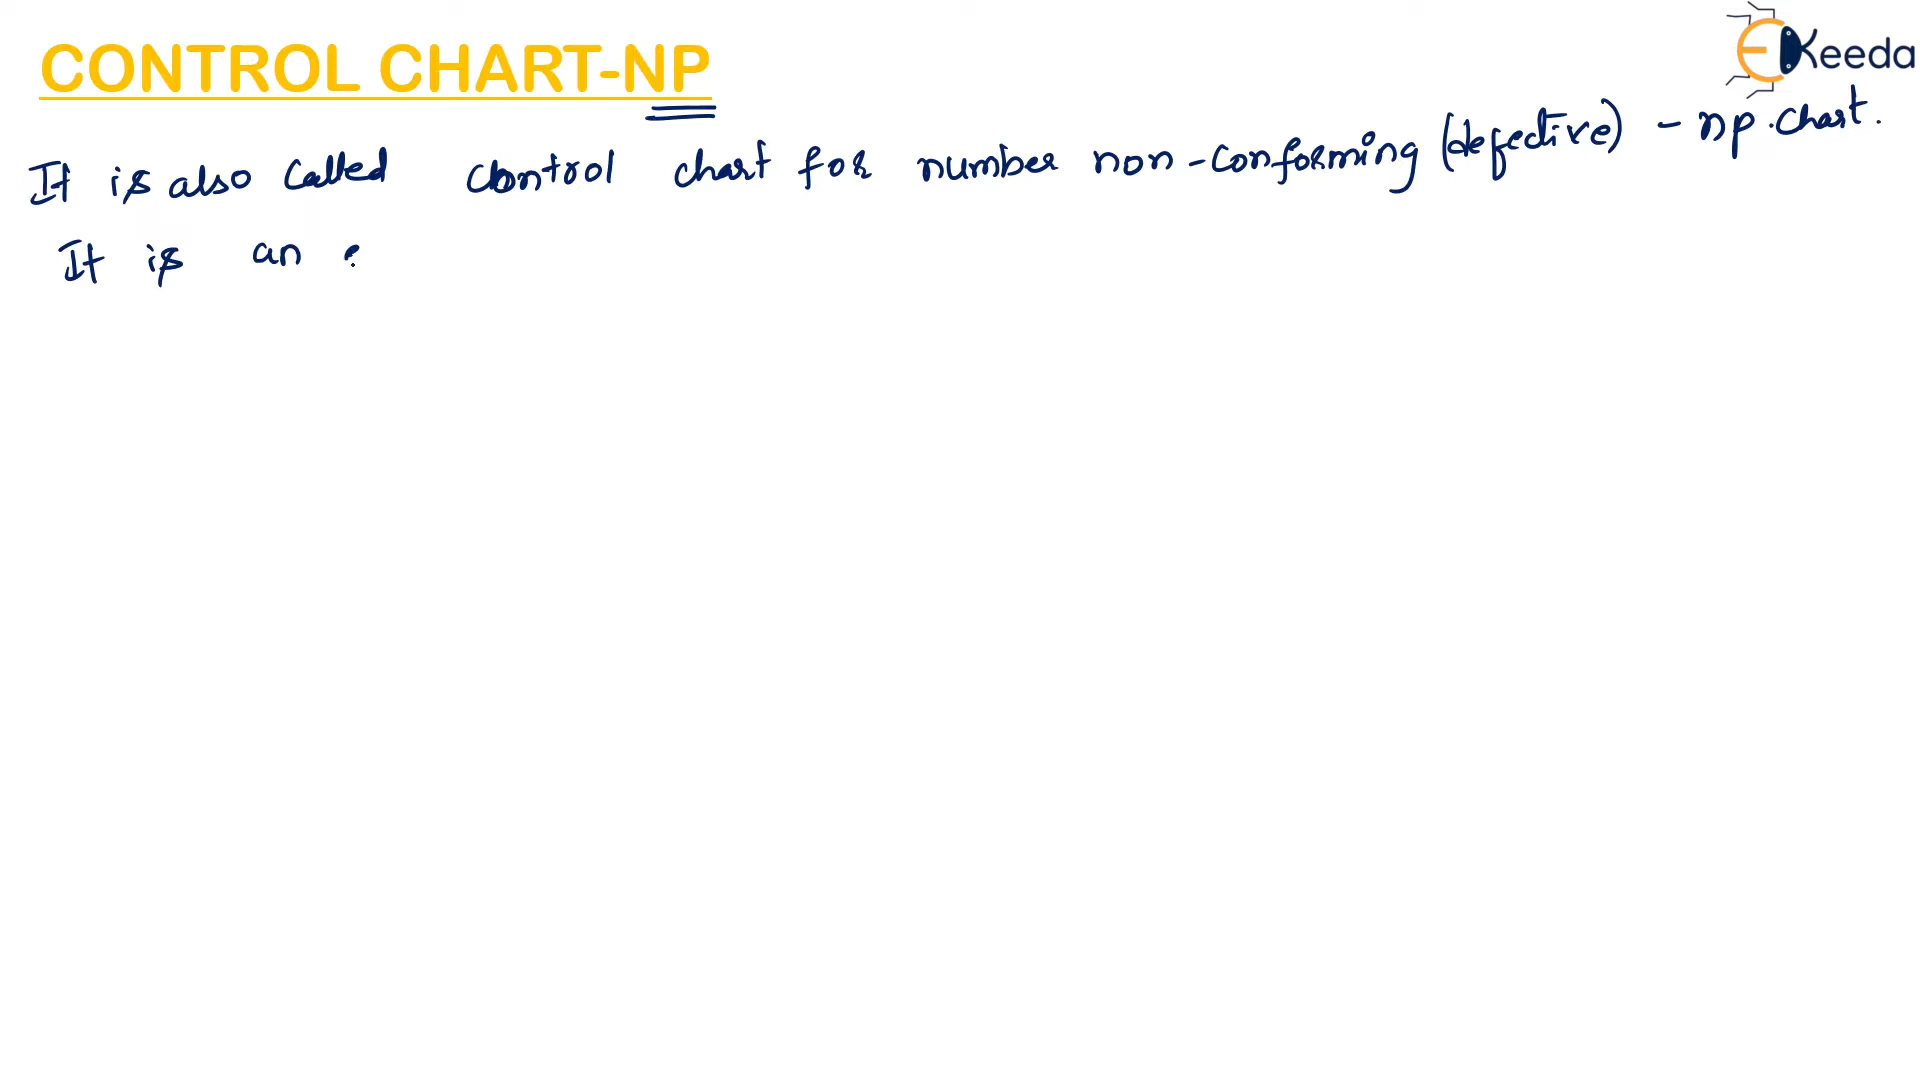 CONTROL CHART-NP
EKeeda
It is also called control chart for number non-conforming (defective) - np.chart.
It is an